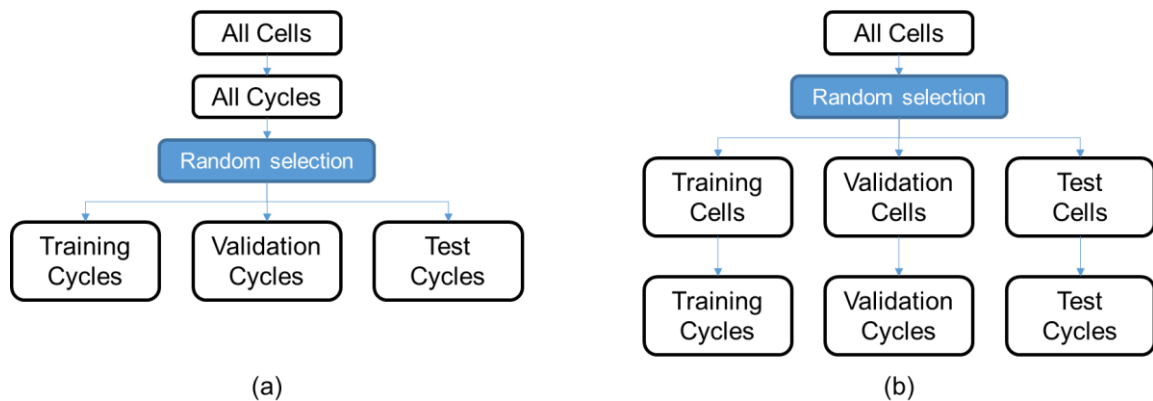 All Cells
All Cycles
Random selection
Training
Cycles
Validation
Cycles
Test
Cycles
(a)
All Cells
Random selection
Training
Cells
Validation
Cells
Test
Cells
Training
Cycles
Validation
Cycles
Test
Cycles
(b)